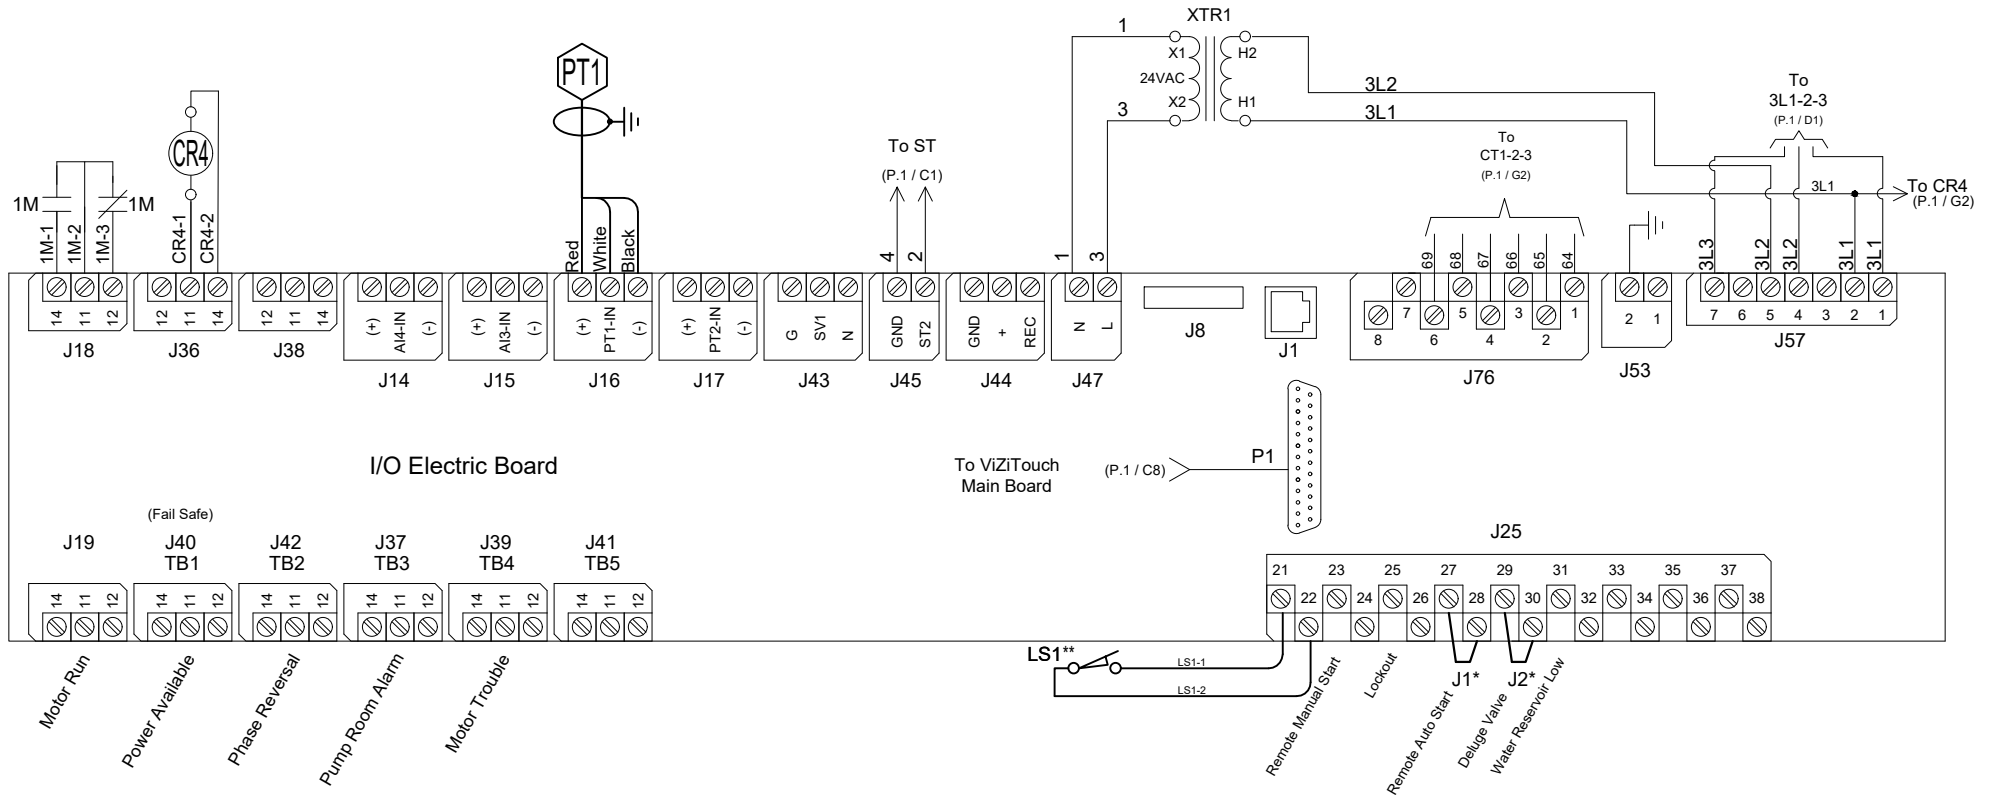 XTR1
1
X1
H2
24VAC
X2
H1
3
3L2
3L1
To
3L1-2-3
(P.1 / D1)
PT1
CR4
To ST
(P.1 / C1)
To
CT1-2-3
(P.1 / G2)
3L1
To CR4
(P.1 / G2)
1M
1M
1M-1
1M-2
1M-3
CR4-1
CR4-2
Red
White
Black
4
2
1
3
69
68
67
66
65
64
3L3
3L2
3L2
3L1
3L1
14
11
12
J18
12
11
14
J36
12
11
14
J38
(+)
AI4-IN
(-)
J14
(+)
AI3-IN
(-)
J15
(+)
PT1-IN
(-)
J16
(+)
PT2-IN
(-)
J17
G
SV1
N
J43
GND
ST2
J45
GND
+
REC
J44
N
L
J47
J8
J1
7
5
3
1
8
6
4
2
J76
2
1
J53
7
6
5
4
3
2
1
J57
I/O Electric Board
To ViZiTouch
Main Board
(P.1 / C8)
P1
J19
14
11
12
Motor Run
(Fail Safe)
J40
TB1
14
11
12
Power Available
J42
TB2
14
11
12
Phase Reversal
J37
TB3
14
11
12
Pump Room Alarm
J39
TB4
14
11
12
Motor Trouble
J41
TB5
14
11
12
J25
21
23
25
27
29
31
33
35
37
22
24
26
28
30
32
34
36
38
LS1**
LS1-1
LS1-2
J1*
J2*
Remote Manual Start
Lockout
Remote Auto Start
Deluge Valve
Water Reservoir Low